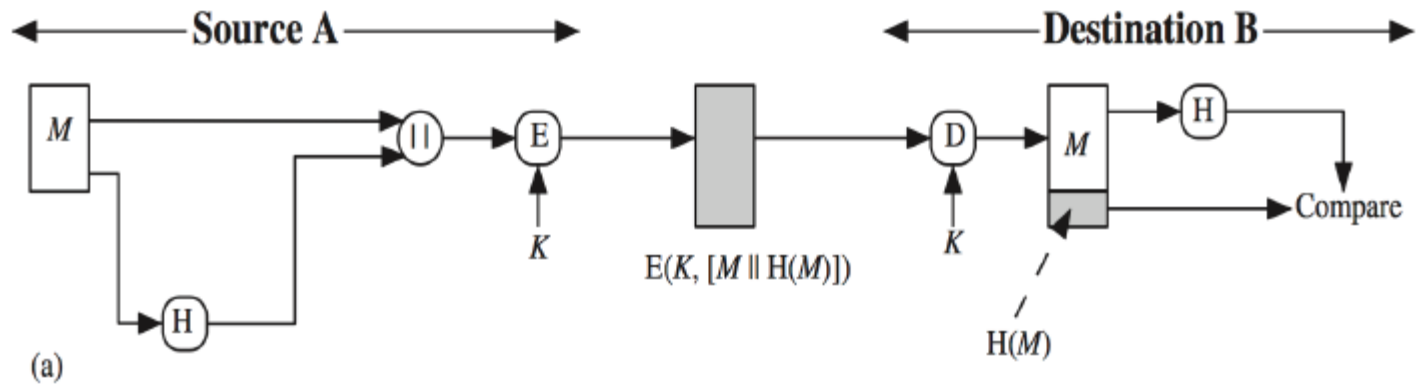 Source A
Destination B
M
H
||
E
K
E(K, [M || H(M)])
D
K
M
H
Compare
H(M)
(a)